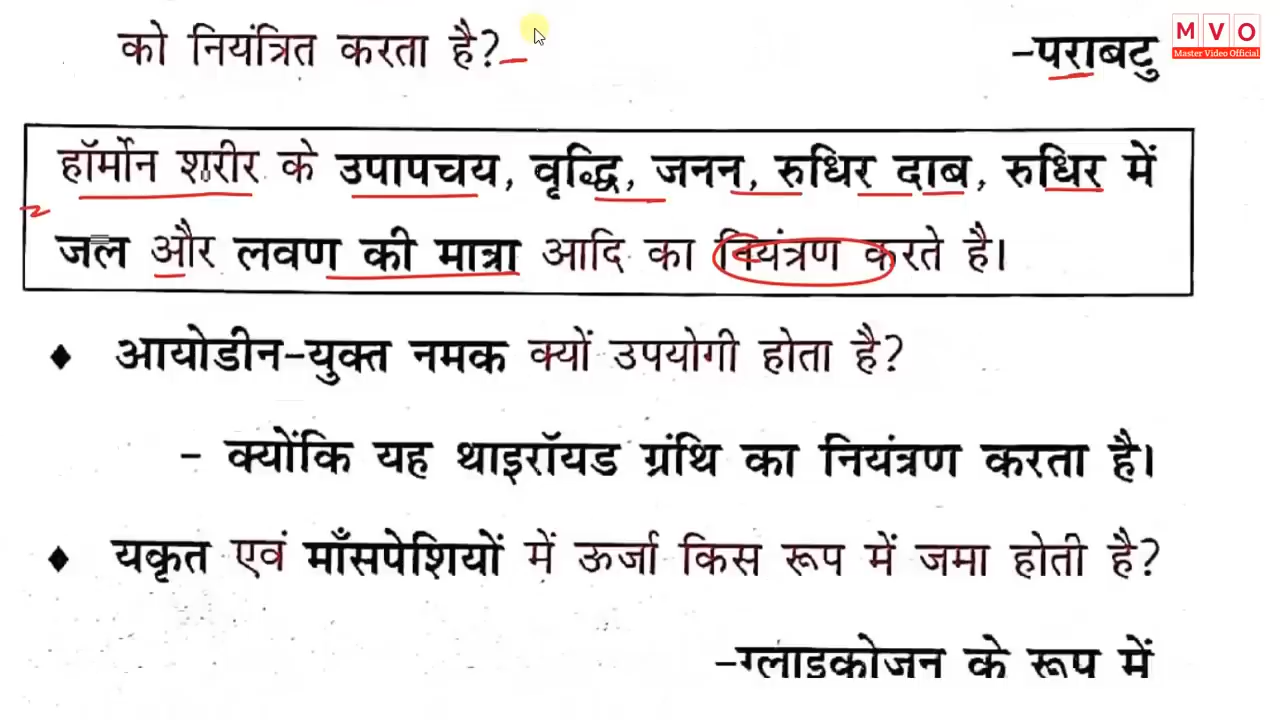 को नियंत्रित करता है?
-पराबटु
M V O
Master Video Official
हॉर्मोन शरीर के उपापचय, वृद्धि, जनन, रुधिर दाब, रुधिर में
जल और लवण की मात्रा आदि का नियंत्रण करते है।
♦ आयोडीन-युक्त नमक क्यों उपयोगी होता है?
- क्योंकि यह थाइरॉयड ग्रंथि का नियंत्रण करता है।
♦ यकृत एवं माँसपेशियों में ऊर्जा किस रूप में जमा होती है?
-ग्लाइकोजन के रूप में